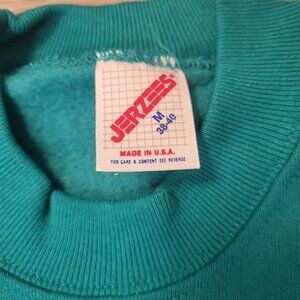 JERZEES
M
38-40
MADE IN U.S.A.
FOR CARE & CONTENT SEE REVERSE